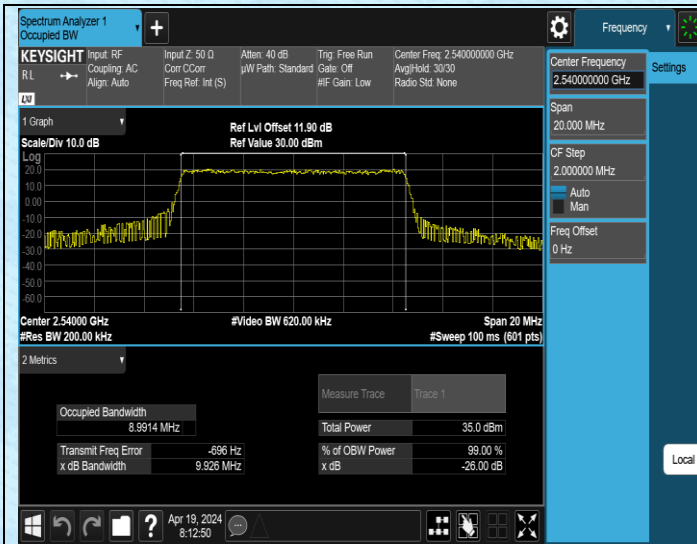 Spectrum Analyzer 1
Occupied BW
Frequency
KEYSIGHT
RL
LXI
Input: RF
Coupling: AC
Align: Auto
Input Z: 50 Ω
Corr CCorr
Freq Ref: Int (S)
Atten: 40 dB
µW Path: Standard
Trig: Free Run
Gate: Off
#IF Gain: Low
Center Freq: 2.540000000 GHz
Avg|Hold: 30/30
Radio Std: None
Center Frequency
2.540000000 GHz
Settings
Span
20.000 MHz
CF Step
2.000000 MHz
Auto
Man
Freq Offset
0 Hz
Local
1 Graph
Scale/Div 10.0 dB
Ref Lvl Offset 11.90 dB
Ref Value 30.00 dBm
Log
20.0
10.0
0.00
-10.0
-20.0
-30.0
-40.0
-50.0
-60.0
Center 2.54000 GHz
#Res BW 200.00 kHz
#Video BW 620.00 kHz
Span 20 MHz
#Sweep 100 ms (601 pts)
2 Metrics
Measure Trace
Trace 1
Occupied Bandwidth
8.9914 MHz
Total Power
35.0 dBm
Transmit Freq Error
-696 Hz
% of OBW Power
99.00 %
x dB Bandwidth
9.926 MHz
x dB
-26.00 dB
?
Apr 19, 2024
8:12:50